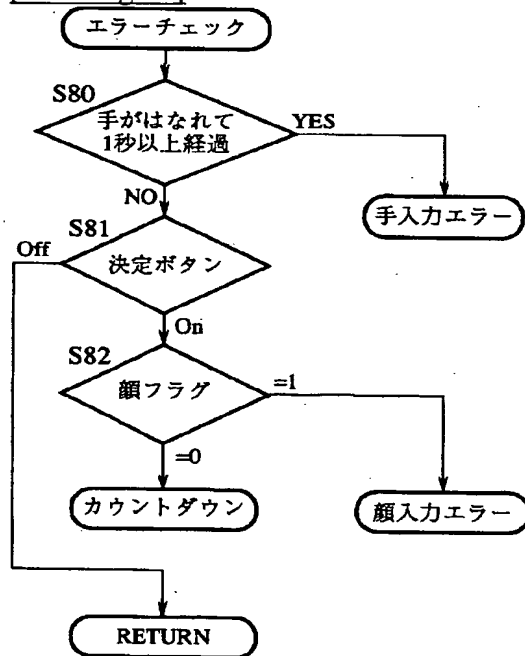 エラーチェック
S80
手がはなれて
1秒以上経過
YES
NO
手入力エラー
S81
Off
決定ボタン
On
S82
顔フラグ
=1
=0
カウントダウン
顔入力エラー
RETURN